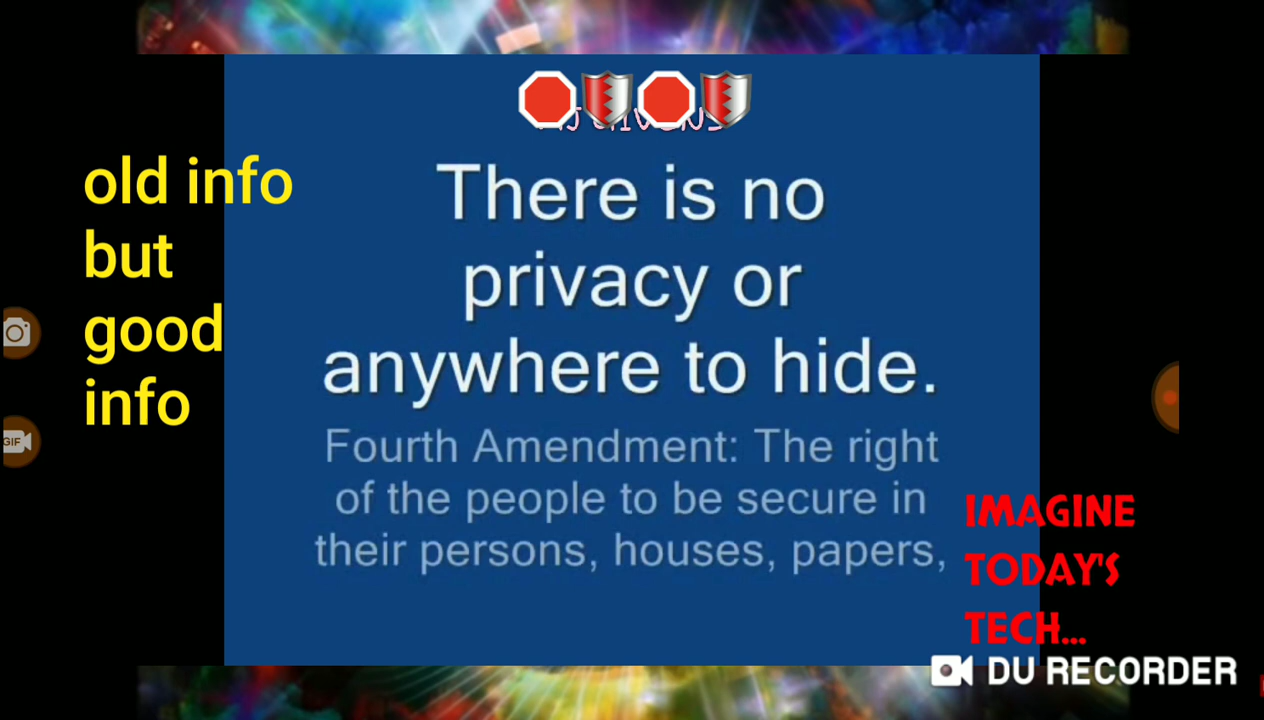 old info
but
good
info
There is no
privacy or
anywhere to hide.
Fourth Amendment: The right
of the people to be secure in
their persons, houses, papers,
IMAGINE
TODAY'S
TECH...
DU RECORDER
GIF